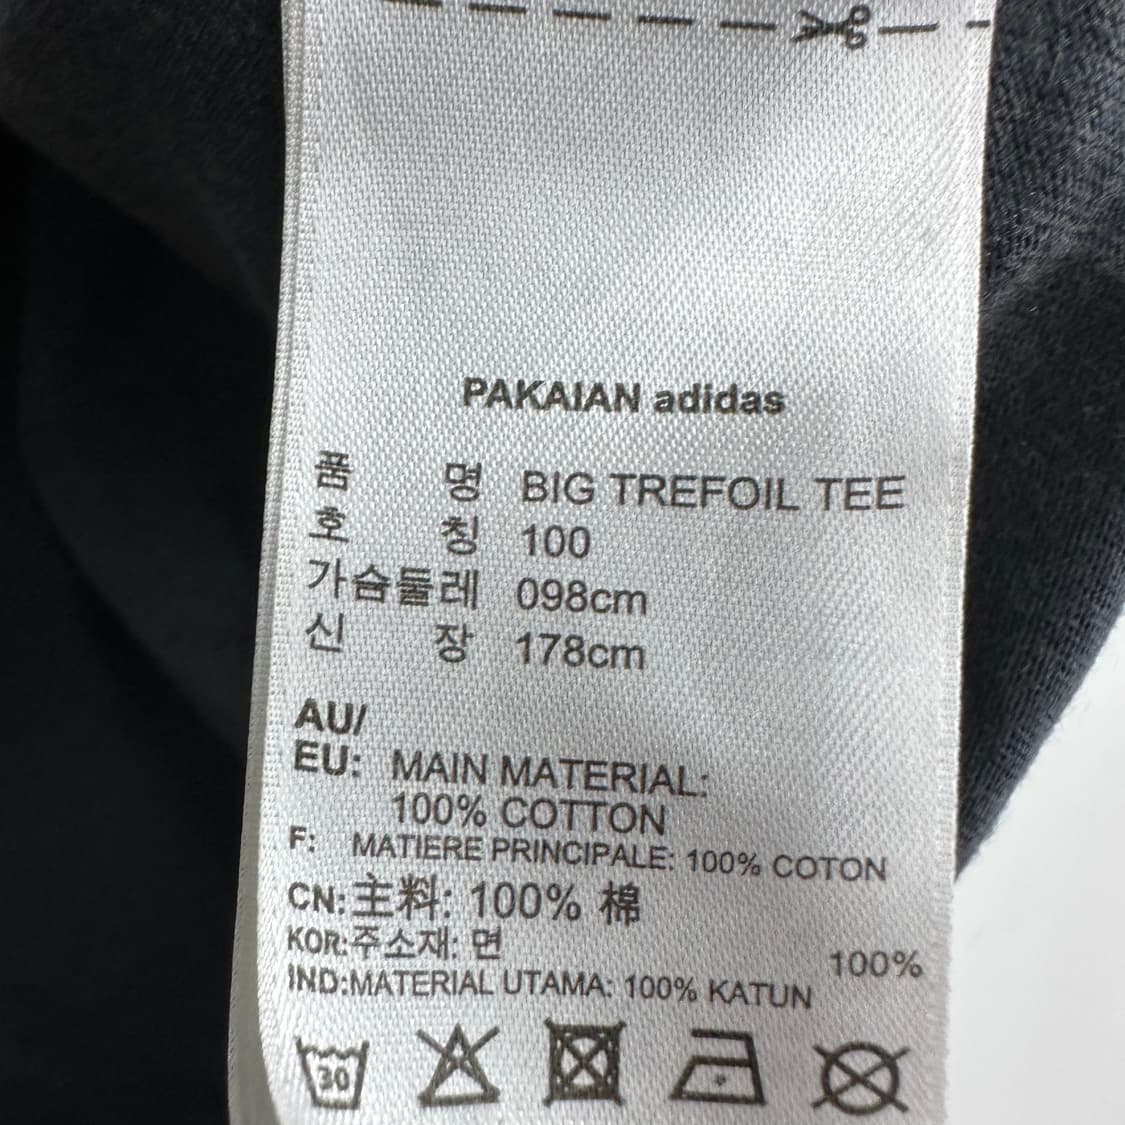 PAKAIAN adidas
품 명 BIG TREFOIL TEE
호 칭 100
가슴둘레 098cm
신 장 178cm
AU/
EU: MAIN MATERIAL:
100% COTTON
F: MATIERE PRINCIPALE: 100% COTON
CN:主料: 100% 棉
KOR:주소재: 면 100%
IND:MATERIAL UTAMA: 100% KATUN
30